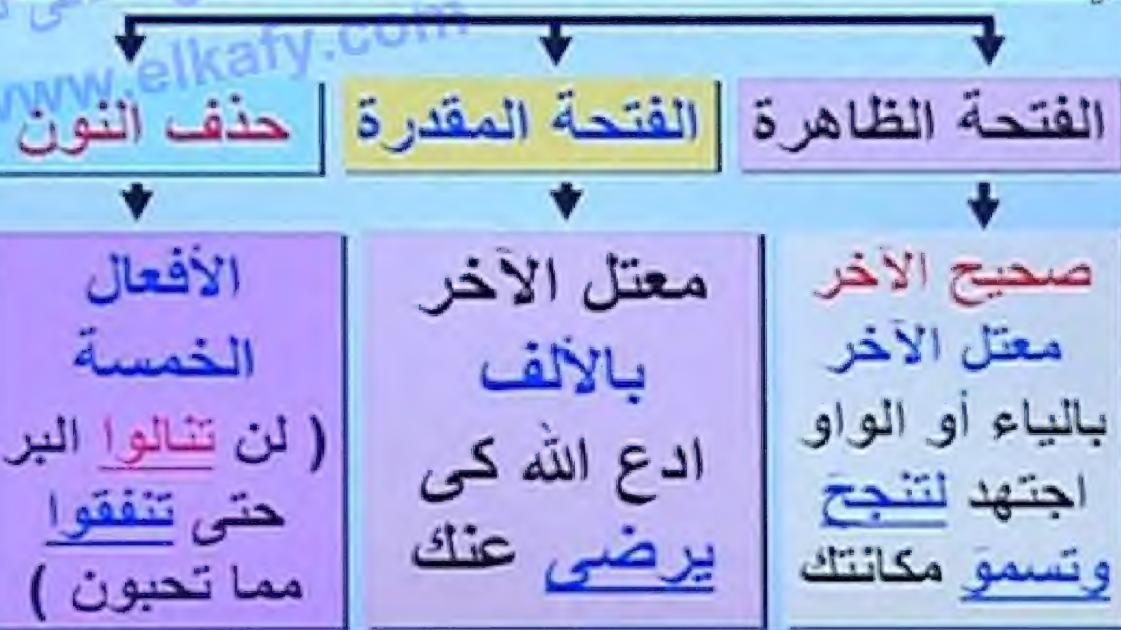 www.elkafy.com
الفتحة الظاهرة
الفتحة المقدرة
حذف النون
صحيح الآخر
معتل الآخر
بالياء أو الواو
اجتهد لتنجح
وتسموَ مكانتك
معتل الآخر
بالألف
ادع الله كى
يرضى عنك
الأفعال
الخمسة
( لن تنالوا البر
حتى تنفقوا
مما تحبون )